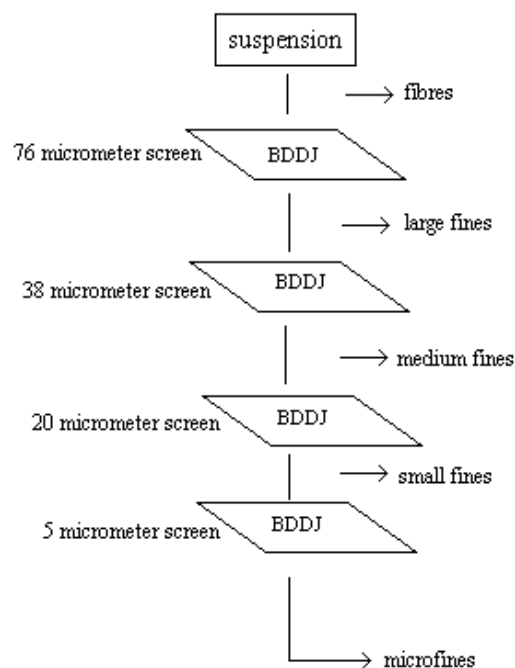 suspension
fibres
76 micrometer screen
BDDJ
large fines
38 micrometer screen
BDDJ
medium fines
20 micrometer screen
BDDJ
small fines
5 micrometer screen
BDDJ
microfines